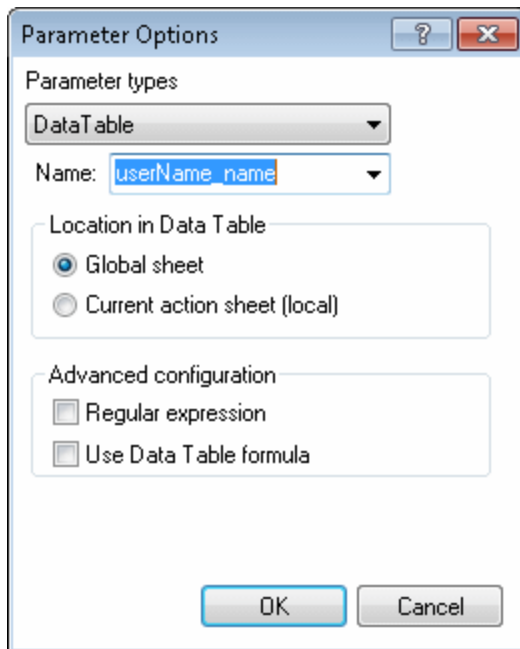 Parameter Options
Parameter types
DataTable
Name: userName_name
Location in Data Table
Global sheet
Current action sheet (local)
Advanced configuration
Regular expression
Use Data Table formula
OK Cancel